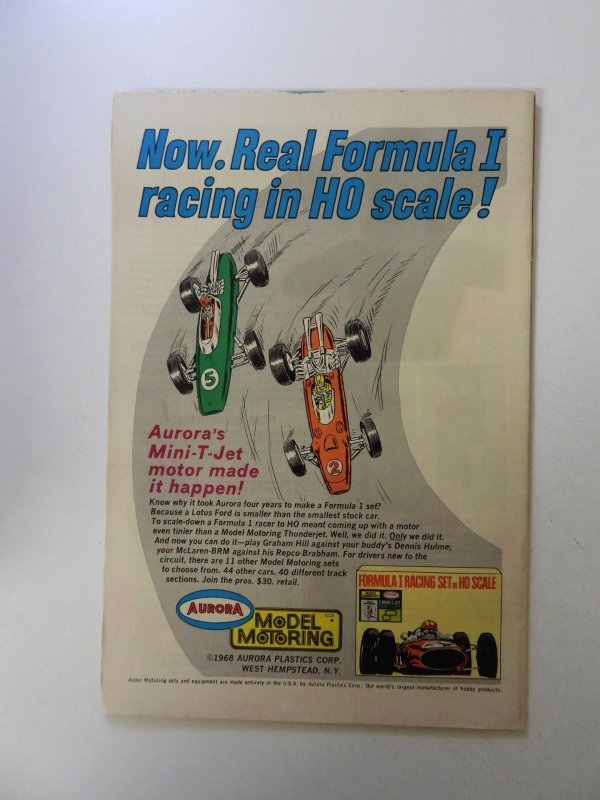 Now. Real Formula I
racing in HO scale!
5
2
Aurora's
Mini-T-Jet
motor made
it happen!
Know why it took Aurora four years to make a Formula 1 set?
Because a Lotus Ford is smaller than the smallest stock car.
To scale-down a Formula 1 racer to HO meant coming up with a motor
even tinier than a Model Motoring Thunderjet. Well, we did it. Only we did it.
And now you can do it—play Graham Hill against your buddy's Dennis Hulme;
your McLaren-BRM against his Repco-Brabham. For drivers new to the
circuit, there are 11 other Model Motoring sets
to choose from. 44 other cars. 40 different track
sections. Join the pros. $30. retail.
FORMULA I RACING SET IN HO SCALE
AURORA
MODEL
MOTORING
©1968 AURORA PLASTICS CORP.
WEST HEMPSTEAD, N.Y.
Model Motoring sets and equipment are made entirely in the U.S.A. by Aurora Plastics Corp., the world's largest manufacturer of hobby products.